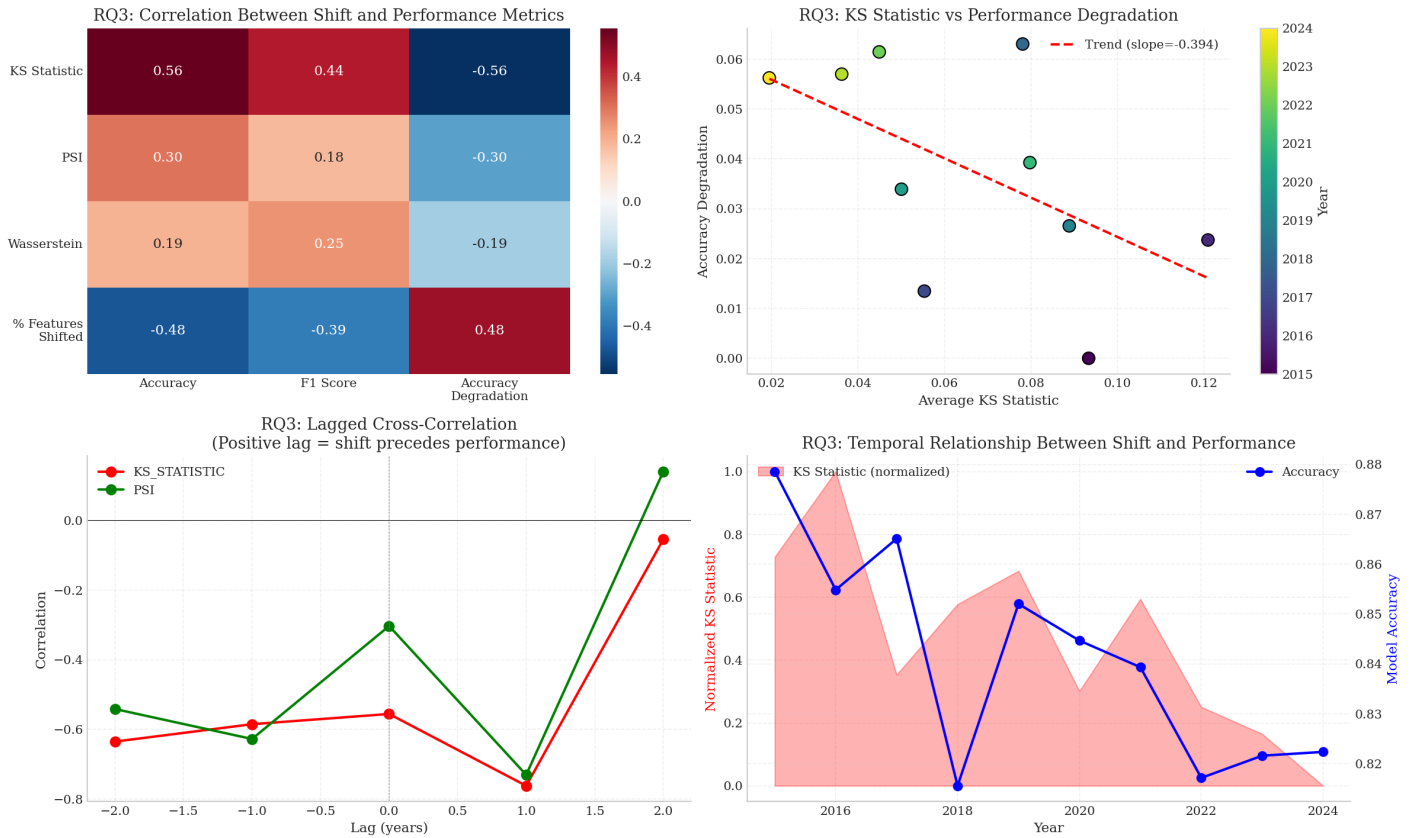 RQ3: Correlation Between Shift and Performance Metrics
KS Statistic
PSI
Wasserstein
% Features
Shifted
0.56 0.44 -0.56
0.30 0.18 -0.30
0.19 0.25 -0.19
-0.48 -0.39 0.48
Accuracy
F1 Score
Accuracy
Degradation
0.4
0.2
0.0
−0.2
−0.4
RQ3: KS Statistic vs Performance Degradation
Trend (slope=-0.394)
Accuracy Degradation
0.06
0.05
0.04
0.03
0.02
0.01
0.00
0.02 0.04 0.06 0.08 0.10 0.12
Average KS Statistic
2024
2023
2022
2021
2020
2019
2018
2017
2016
2015
Year
RQ3: Lagged Cross-Correlation
(Positive lag = shift precedes performance)
KS_STATISTIC
PSI
Correlation
0.0
−0.2
−0.4
−0.6
−0.8
−2.0 −1.5 −1.0 −0.5 0.0 0.5 1.0 1.5 2.0
Lag (years)
RQ3: Temporal Relationship Between Shift and Performance
KS Statistic (normalized)
Accuracy
Normalized KS Statistic
1.0
0.8
0.6
0.4
0.2
0.0
0.88
0.87
0.86
0.85
0.84
0.83
0.82
Model Accuracy
2016 2018 2020 2022 2024
Year